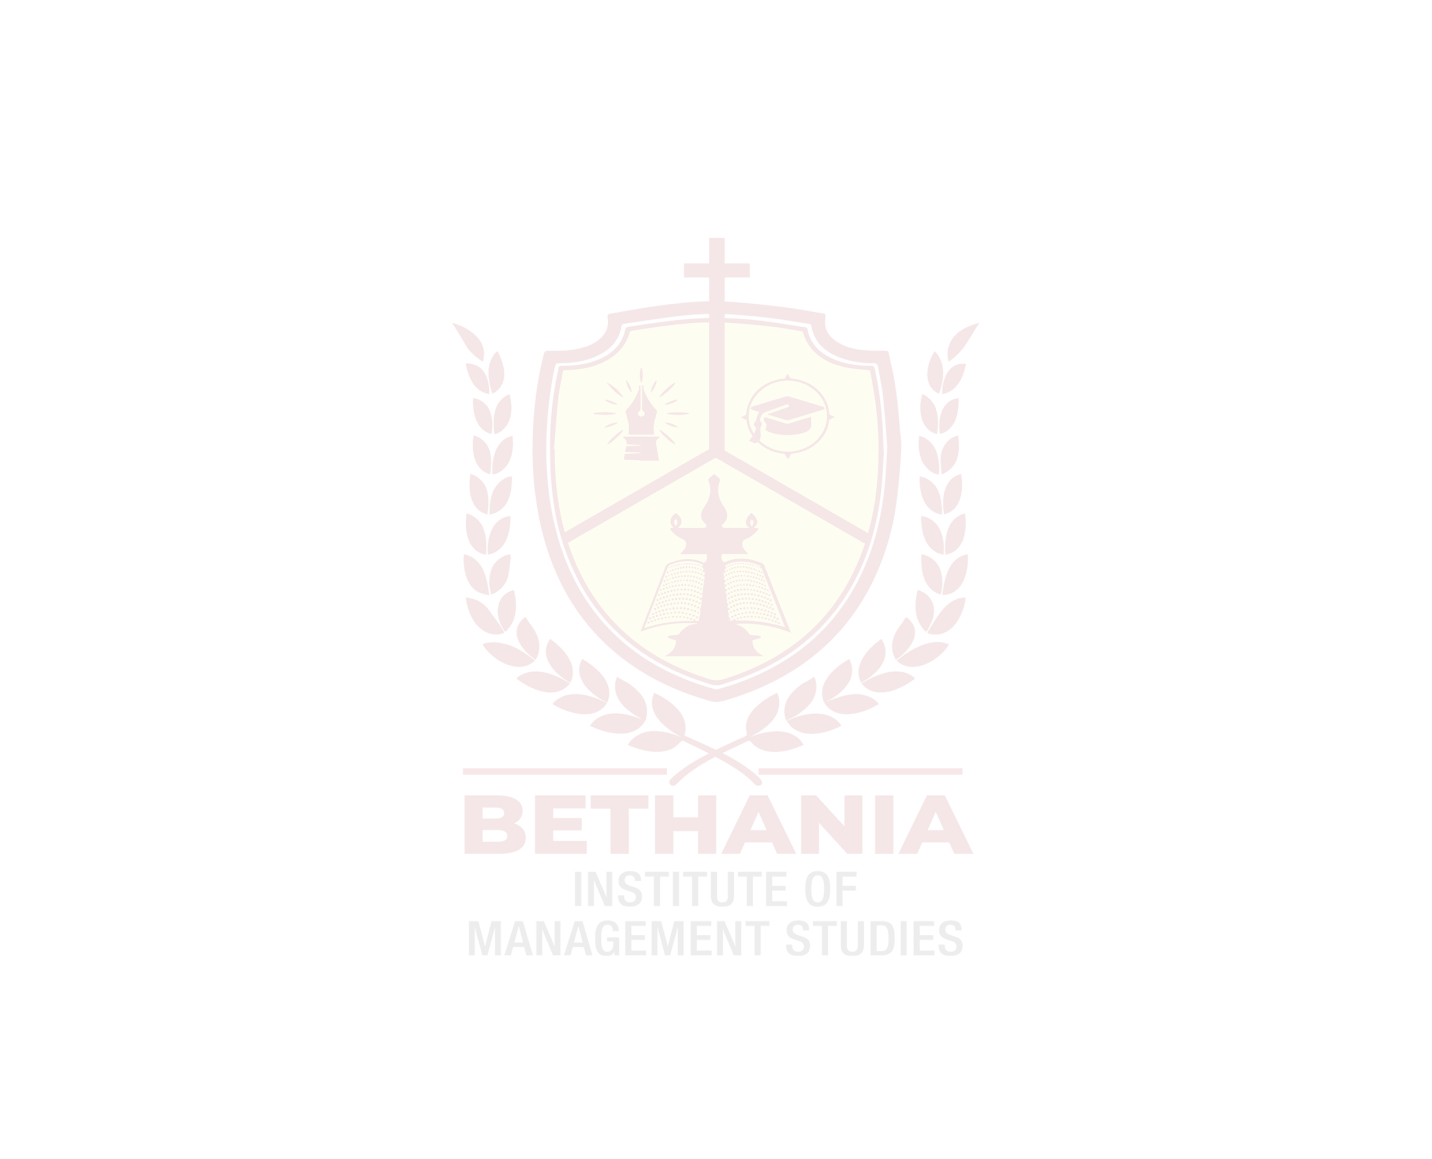 BETHANIA
INSTITUTE OF
MANAGEMENT STUDIES